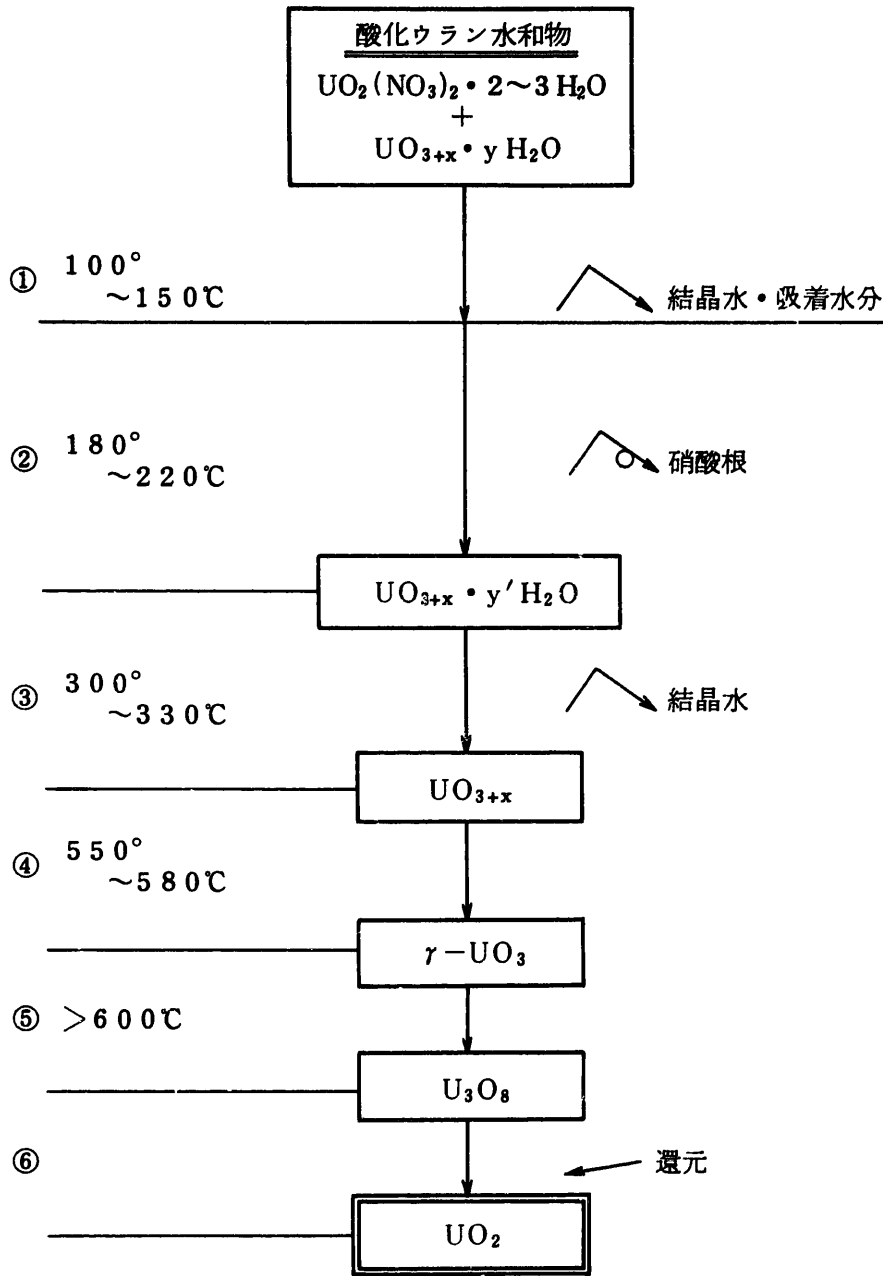 酸化ウラン水和物
UO₂(NO₃)₂・2～3H₂O
+
UO₃₊ₓ・yH₂O
① 100°
～150℃
結晶水・吸着水分
② 180°
～220℃
硝酸根
UO₃₊ₓ・y′H₂O
③ 300°
～330℃
結晶水
UO₃₊ₓ
④ 550°
～580℃
γ－UO₃
⑤ ＞600℃
U₃O₈
⑥
還元
UO₂